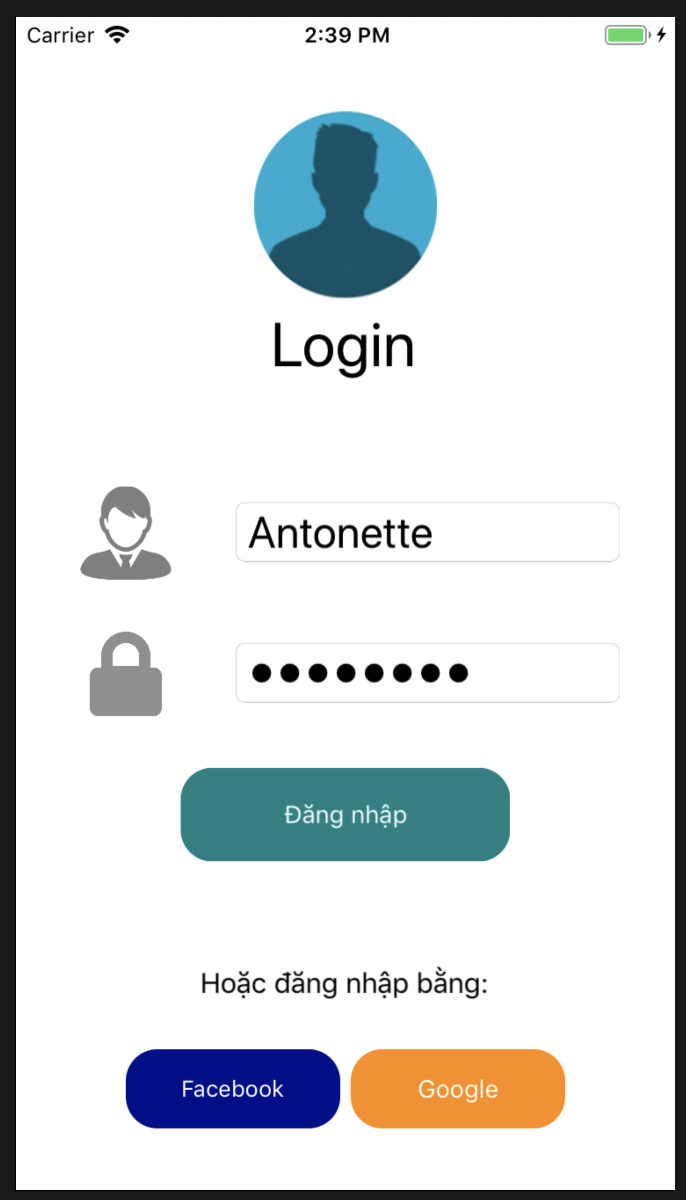 Carrier 2:39 PM
Login
Antonette
••••••••
Đăng nhập
Hoặc đăng nhập bằng:
Facebook Google